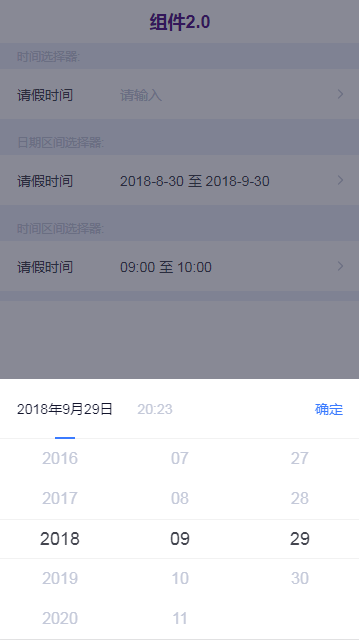 组件2.0
时间选择器:
请假时间 请输入
日期区间选择器:
请假时间 2018-8-30 至 2018-9-30
时间区间选择器:
请假时间 09:00 至 10:00
2018年9月29日 20:23 确定
2016 07 27
2017 08 28
2018 09 29
2019 10 30
2020 11